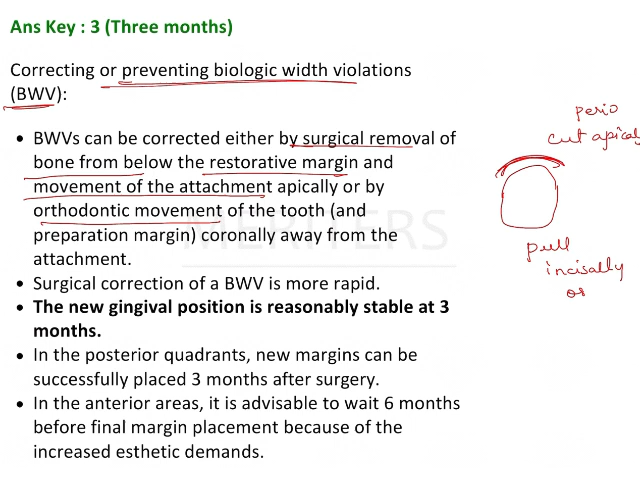 Ans Key : 3 (Three months)
Correcting or preventing biologic width violations
(BWV):
• BWVs can be corrected either by surgical removal of
bone from below the restorative margin and
movement of the attachment apically or by
orthodontic movement of the tooth (and
preparation margin) coronally away from the
attachment.
• Surgical correction of a BWV is more rapid.
• The new gingival position is reasonably stable at 3
months.
• In the posterior quadrants, new margins can be
successfully placed 3 months after surgery.
• In the anterior areas, it is advisable to wait 6 months
before final margin placement because of the
increased esthetic demands.
perio
cut apical
pull
incisally
or
MERITERS